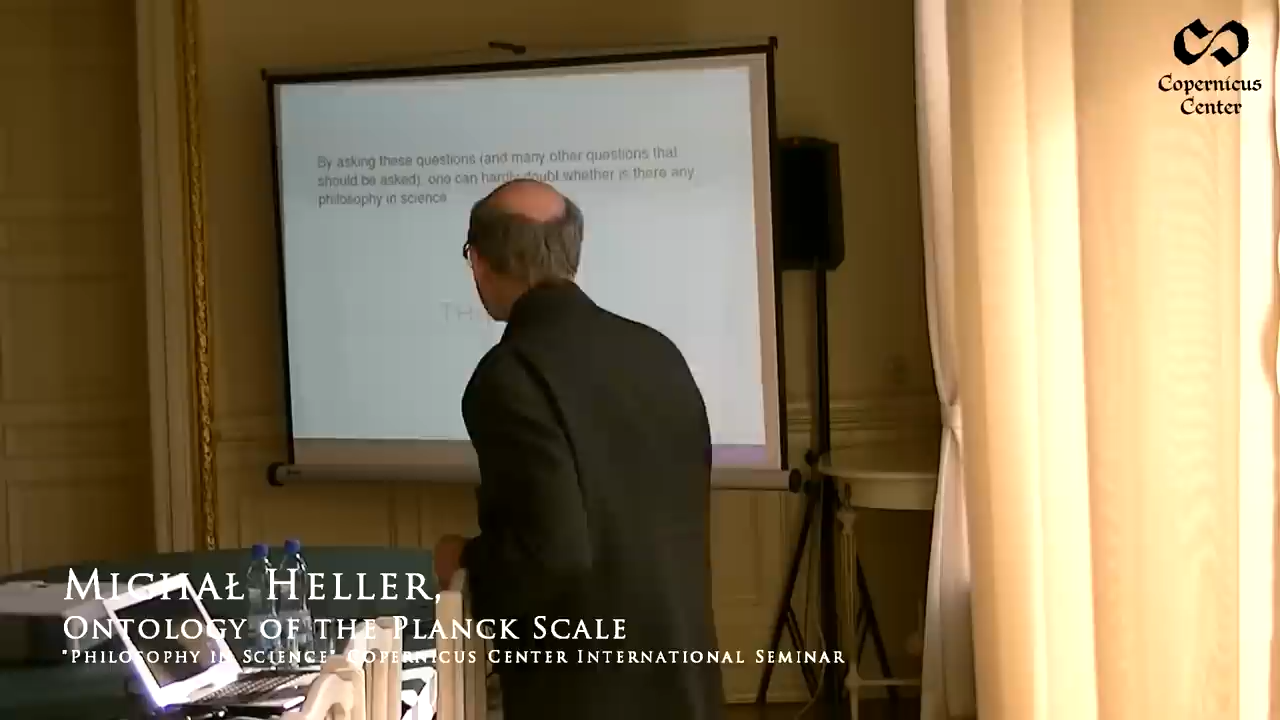 Copernicus
Center
By asking these questions (and many other questions that
should be asked), one can hardly doubt whether is there any
philosophy in science
TH
MICHAŁ HELLER,
ONTOLOGY OF THE PLANCK SCALE
"PHILOSOPHY IN SCIENCE" COPERNICUS CENTER INTERNATIONAL SEMINAR